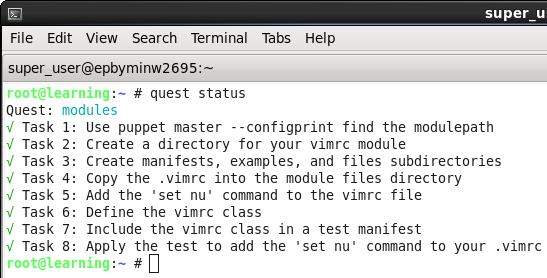 super_u
File Edit View Search Terminal Tabs Help
super_user@epbyminw2695:~
root@learning:~ # quest status
Quest: modules
√ Task 1: Use puppet master --configprint find the modulepath
√ Task 2: Create a directory for your vimrc module
√ Task 3: Create manifests, examples, and files subdirectories
√ Task 4: Copy the .vimrc into the module files directory
√ Task 5: Add the 'set nu' command to the vimrc file
√ Task 6: Define the vimrc class
√ Task 7: Include the vimrc class in a test manifest
√ Task 8: Apply the test to add the 'set nu' command to your .vimrc
root@learning:~ #